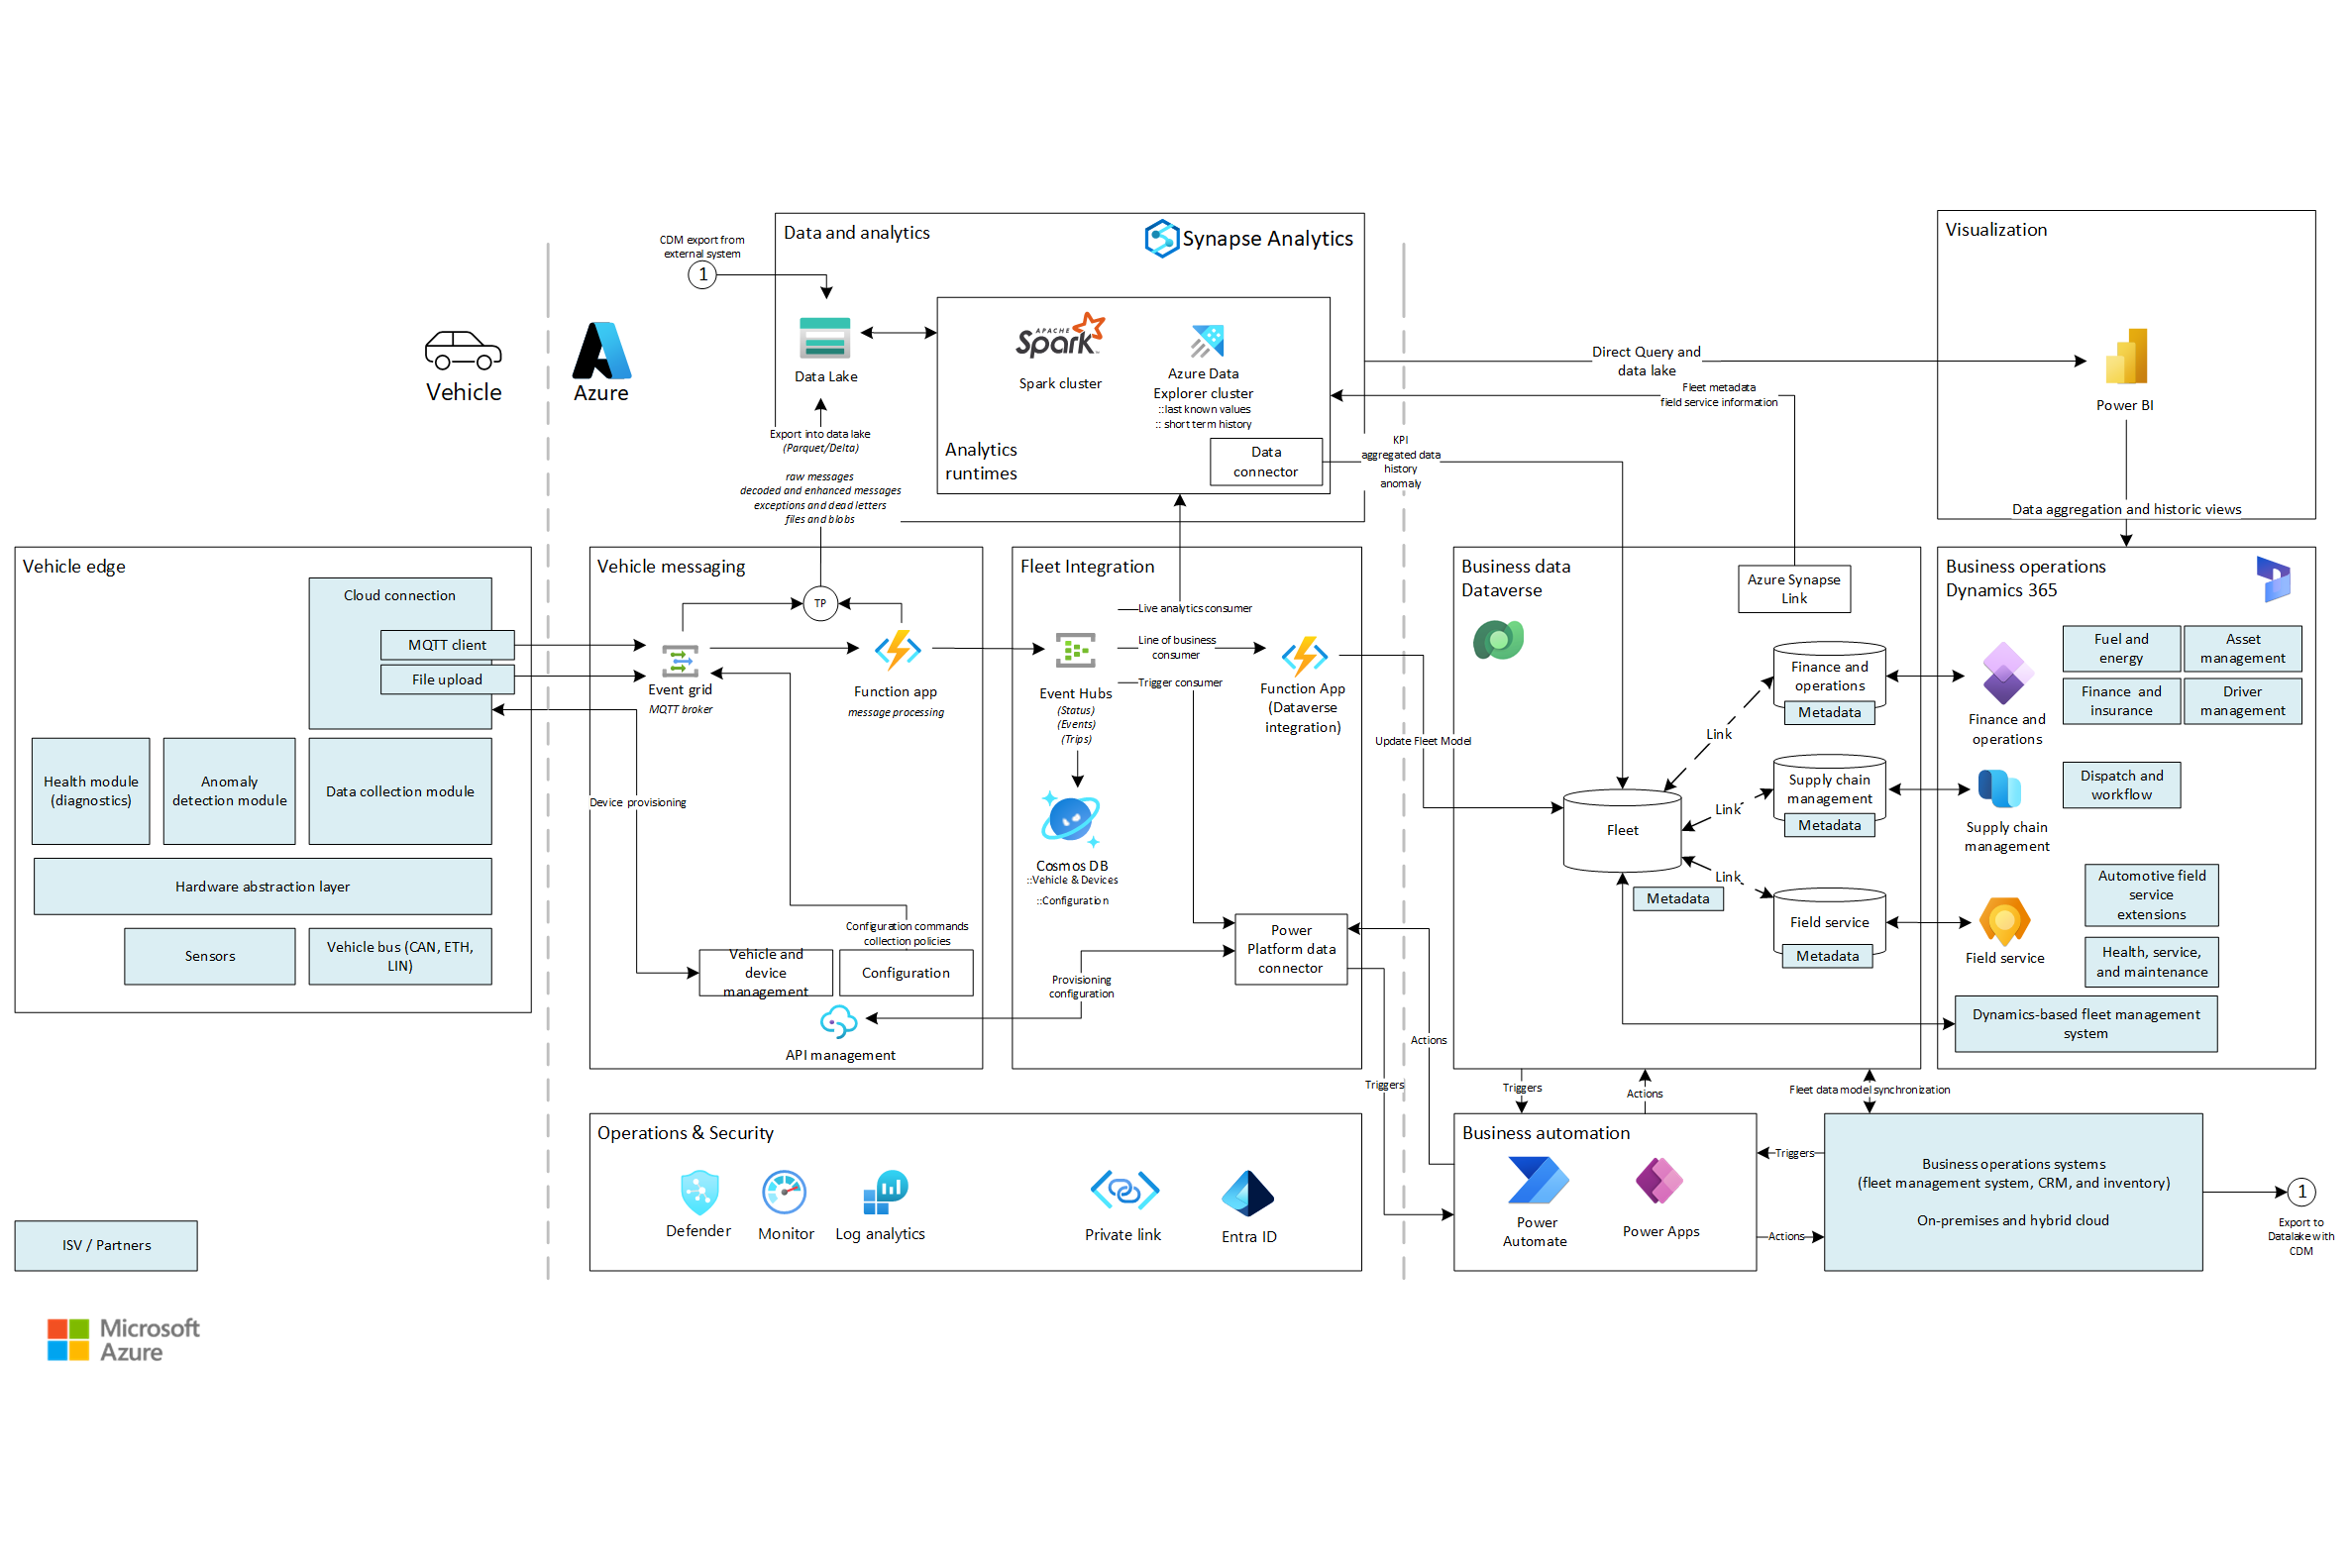 Data and analytics
Synapse Analytics
CDM export from
external system
1
Data Lake
APACHE
Spark
Spark cluster
Azure Data
Explorer cluster
::last known values
:: short term history
Analytics
runtimes
Data
connector
Export into data lake
(Parquet/Delta)
raw messages
decoded and enhanced messages
exceptions and dead letters
files and blobs
Vehicle
Azure
Direct Query and
data lake
Fleet metadata
field service information
KPI
aggregated data
history
anomaly
Visualization
Power BI
Data aggregation and historic views
Vehicle edge
Cloud connection
MQTT client
File upload
Health module
(diagnostics)
Anomaly
detection module
Data collection module
Hardware abstraction layer
Sensors
Vehicle bus (CAN, ETH,
LIN)
Vehicle messaging
TP
Event grid
MQTT broker
Function app
message processing
Device provisioning
Configuration commands
collection policies
Vehicle and
device
management
Configuration
API management
Fleet Integration
Live analytics consumer
Line of business
consumer
Trigger consumer
Event Hubs
(Status)
(Events)
(Trips)
Function App
(Dataverse
integration)
Cosmos DB
::Vehicle & Devices
::Configuration
Power
Platform data
connector
Provisioning
configuration
Update Fleet Model
Actions
Triggers
Business data
Dataverse
Azure Synapse
Link
Finance and
operations
Metadata
Link
Supply chain
management
Metadata
Link
Fleet
Link
Metadata
Field service
Metadata
Business operations
Dynamics 365
Fuel and
energy
Asset
management
Finance and
insurance
Driver
management
Finance and
operations
Dispatch and
workflow
Supply chain
management
Automotive field
service
extensions
Field service
Health, service,
and maintenance
Dynamics-based fleet management
system
Triggers
Actions
Fleet data model synchronization
Operations & Security
Defender
Monitor
Log analytics
Private link
Entra ID
Business automation
Power
Automate
Power Apps
Triggers
Actions
Business operations systems
(fleet management system, CRM, and inventory)
On-premises and hybrid cloud
1
Export to
Datalake with
CDM
ISV / Partners
Microsoft
Azure